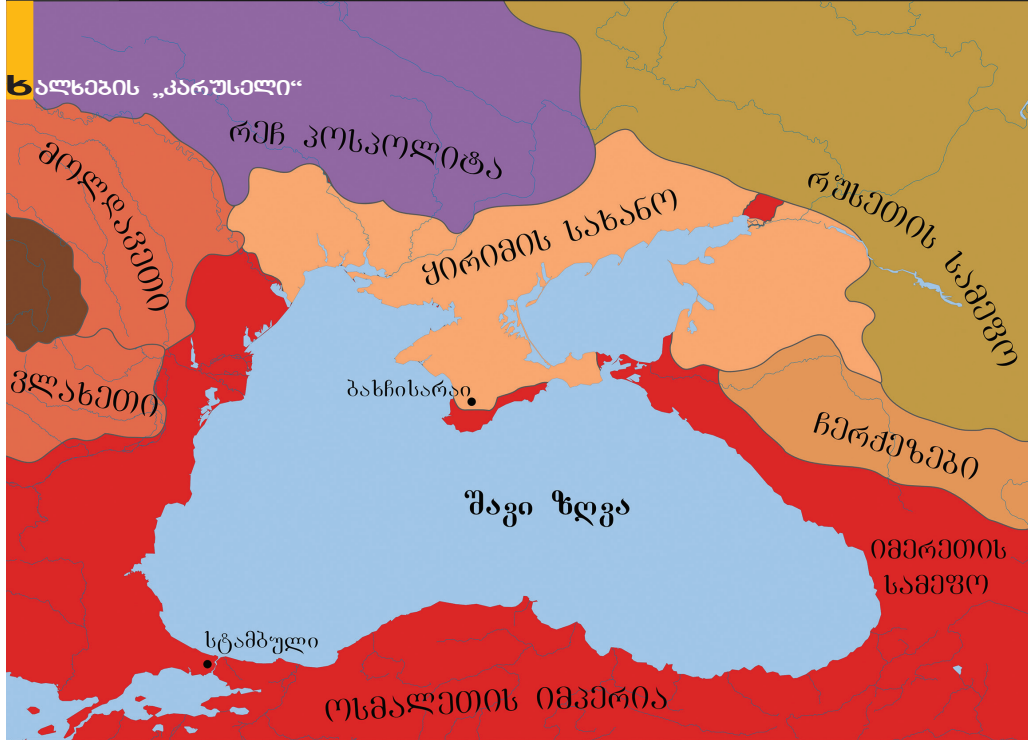 ხალხების „კარუსელი“
რეჩ პოსპოლიტა
მოლდავეთი
რუსეთის სამეფო
ყირიმის სახანო
ვლახეთი
ბახჩისარაი
ჩერქეზები
შავი ზღვა
იმერეთის
სამეფო
სტამბული
ოსმალეთის იმპერია